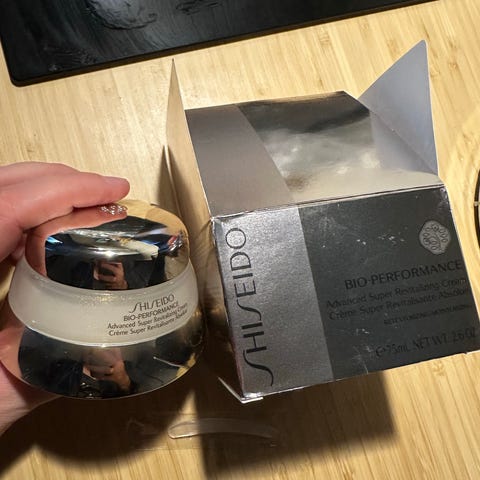 SHISEIDO
BIO-PERFORMANCE
Advanced Super Revitalizing Cream
Crème Super Revitalisante Absolue
SHISEIDO
BIO-PERFORMANCE
Advanced Super Revitalizing Cream
Crème Super Revitalisante Absolue
e 75mL NET WT. 2.6 OZ